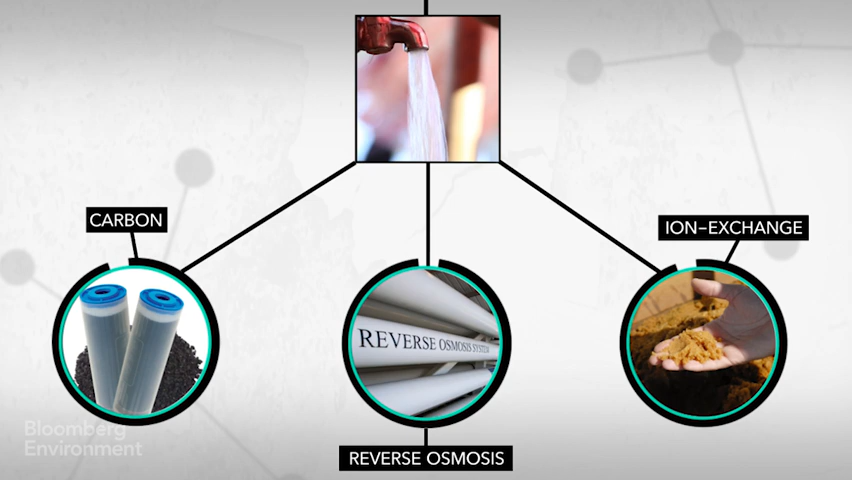 CARBON
ION-EXCHANGE
REVERSE OSMOSIS SYSTEM
Bloomberg
Environment
REVERSE OSMOSIS